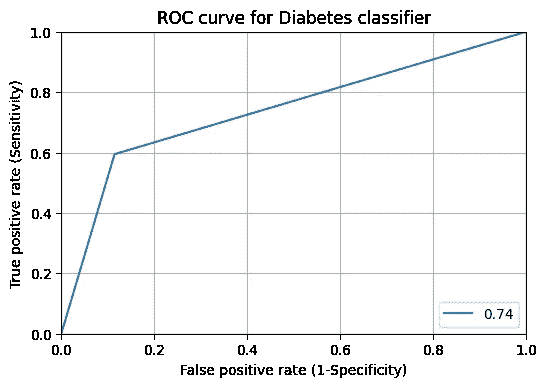 ROC curve for Diabetes classifier
True positive rate (Sensitivity)
1.0
0.8
0.6
0.4
0.2
0.0
0.74
0.0 0.2 0.4 0.6 0.8 1.0
False positive rate (1-Specificity)